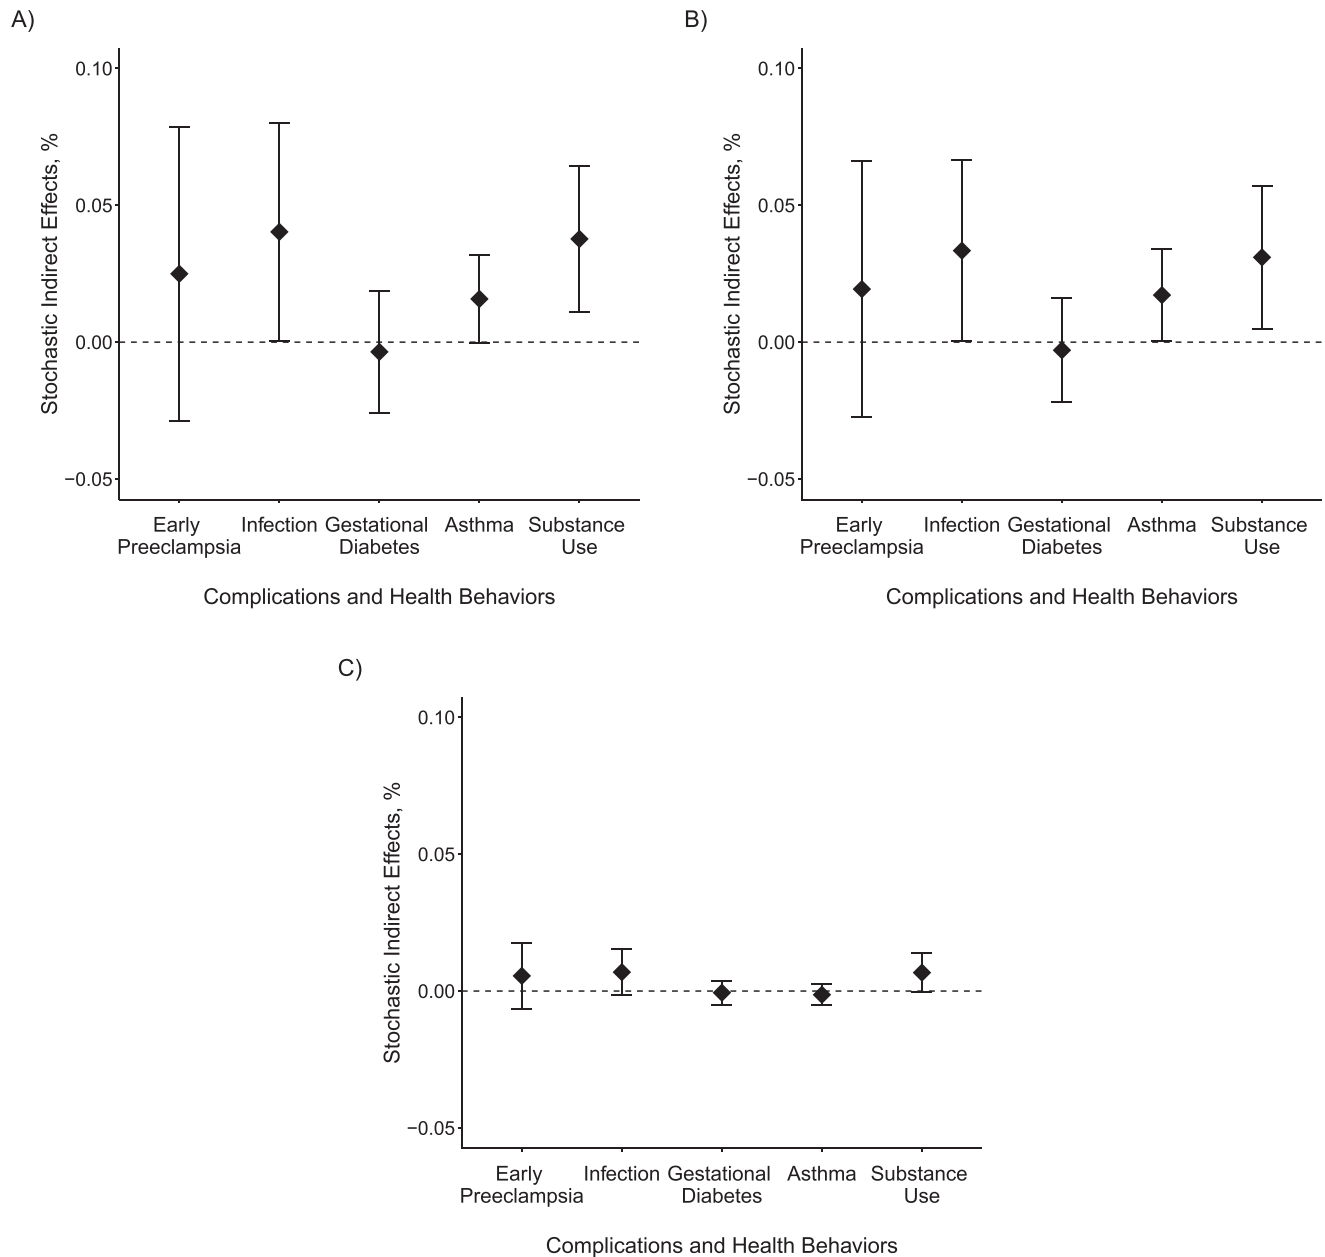 A)
Stochastic Indirect Effects, %
0.10
0.05
0.00
−0.05
Early
Preeclampsia
Infection
Gestational
Diabetes
Asthma
Substance
Use
Complications and Health Behaviors
B)
Stochastic Indirect Effects, %
0.10
0.05
0.00
−0.05
Early
Preeclampsia
Infection
Gestational
Diabetes
Asthma
Substance
Use
Complications and Health Behaviors
C)
Stochastic Indirect Effects, %
0.10
0.05
0.00
−0.05
Early
Preeclampsia
Infection
Gestational
Diabetes
Asthma
Substance
Use
Complications and Health Behaviors